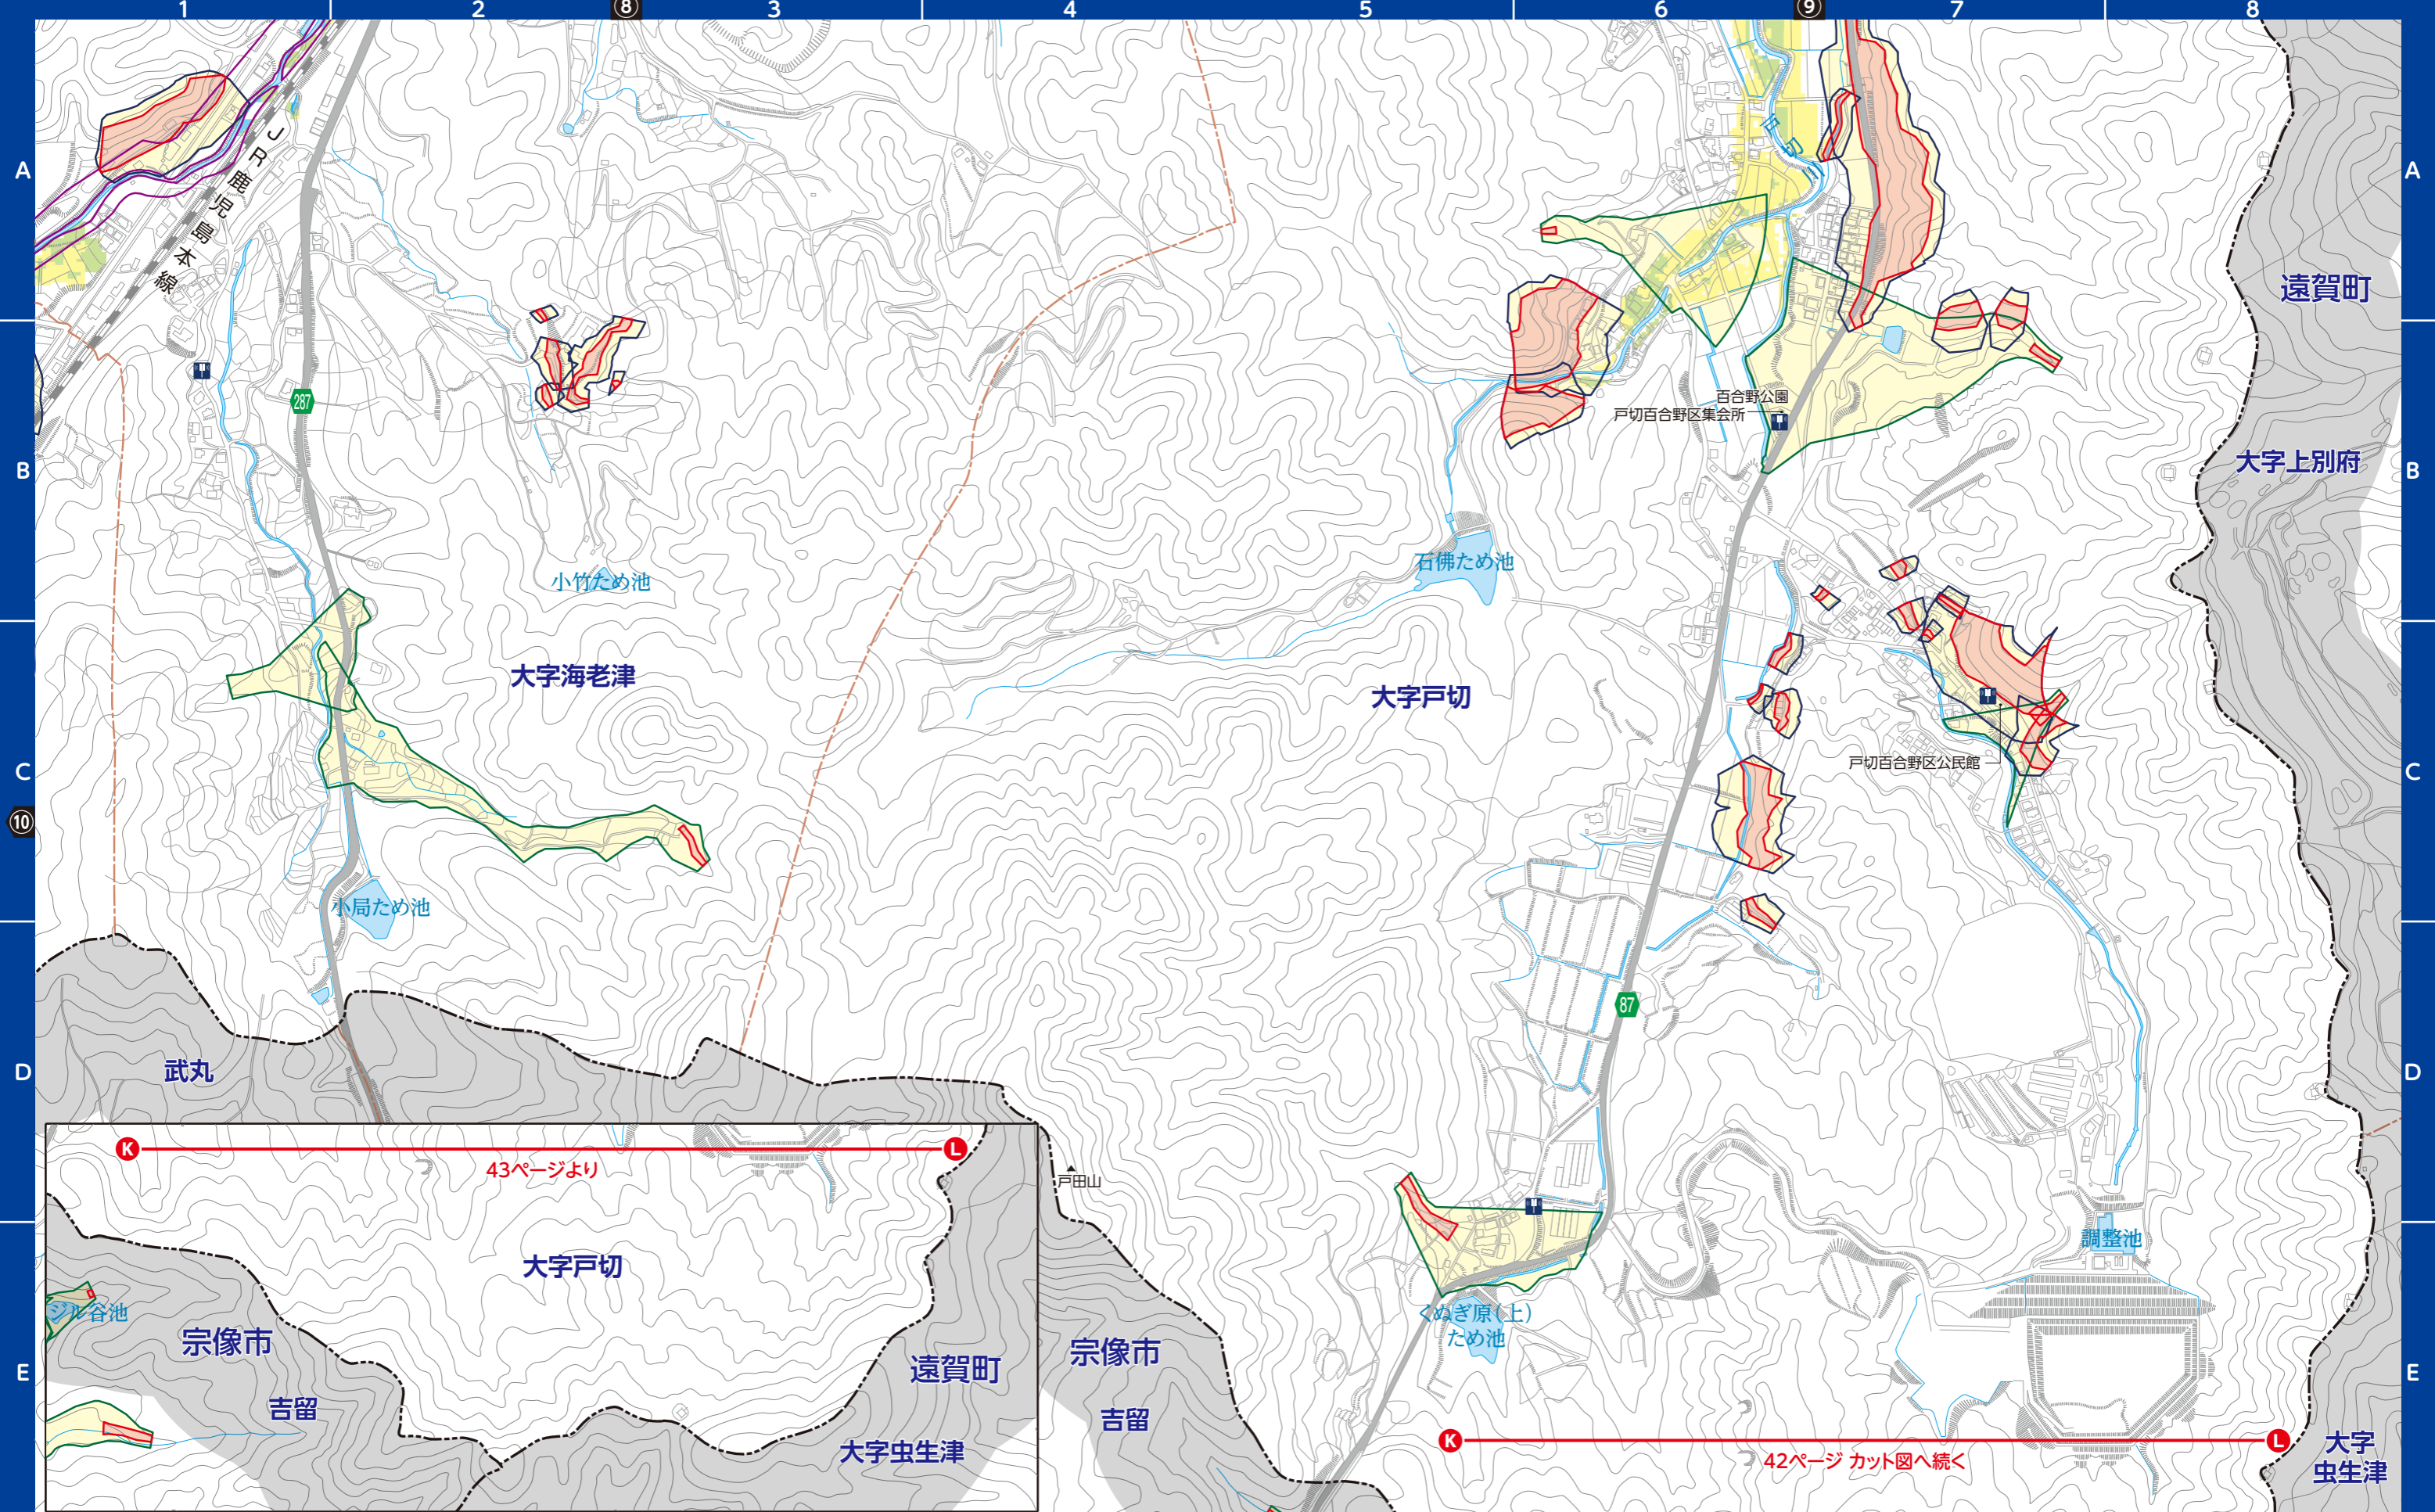 1 2 ⑧ 3 4 5 6 ⑨ 7 8
A
A
JR鹿児島本線
戸切川
遠賀町
287
百合野公園
戸切百合野区集会所
B
B
大字上別府
石佛ため池
小竹ため池
大字海老津
大字戸切
戸切百合野区公民館
C
C
⑩
小局ため池
87
武丸
D
D
K
L
43ページより
戸田山
調整池
大字戸切
ジル谷池
くぬぎ原(上)
ため池
宗像市
宗像市
遠賀町
E
E
吉留
吉留
大字虫生津
K
L
42ページ カット図へ続く
大字
虫生津